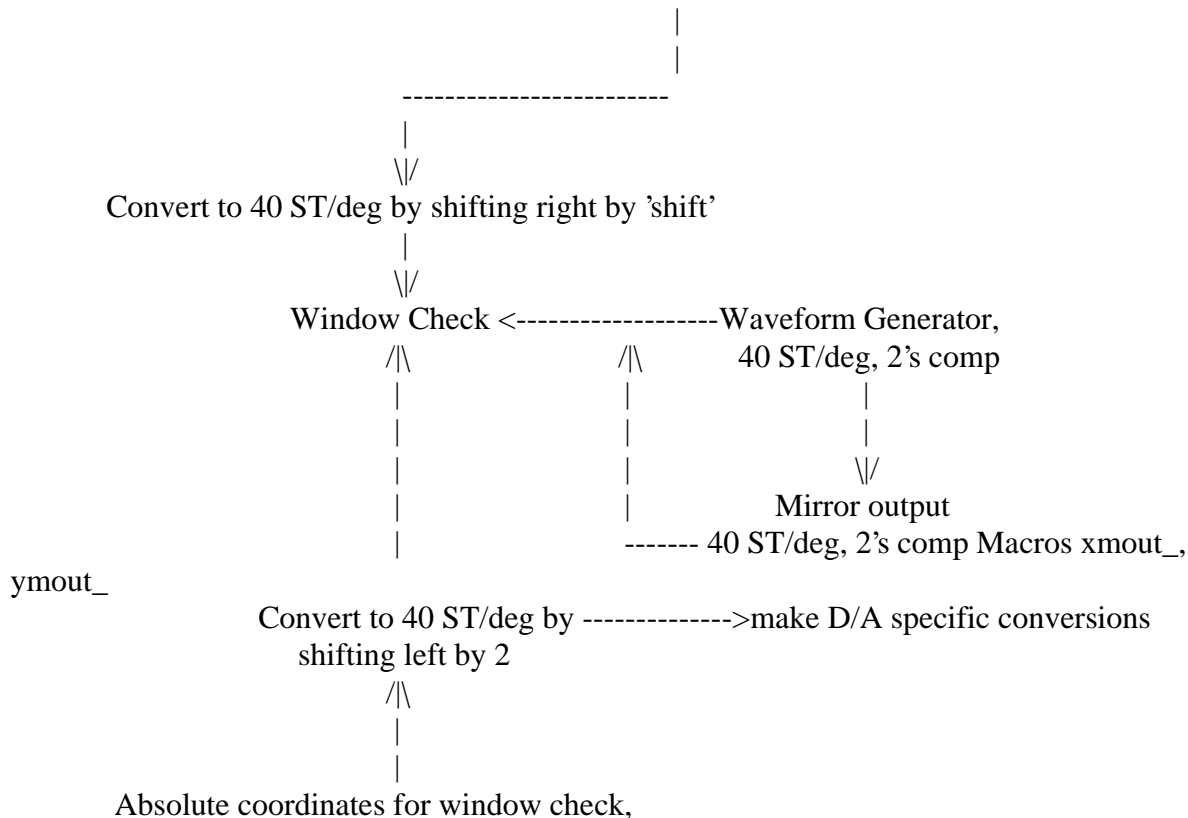 |
|
-------------------------
|
\|/
Convert to 40 ST/deg by shifting right by ’shift’
|
\|/
Window Check <-------------------Waveform Generator,
/|\ /|\ 40 ST/deg, 2’s comp
| | |
| | |
| | \|/
| | Mirror output
| ------- 40 ST/deg, 2’s comp Macros xmout_,
ymout_
Convert to 40 ST/deg by -------------->make D/A specific conversions
shifting left by 2
/|\
|
|
Absolute coordinates for window check,